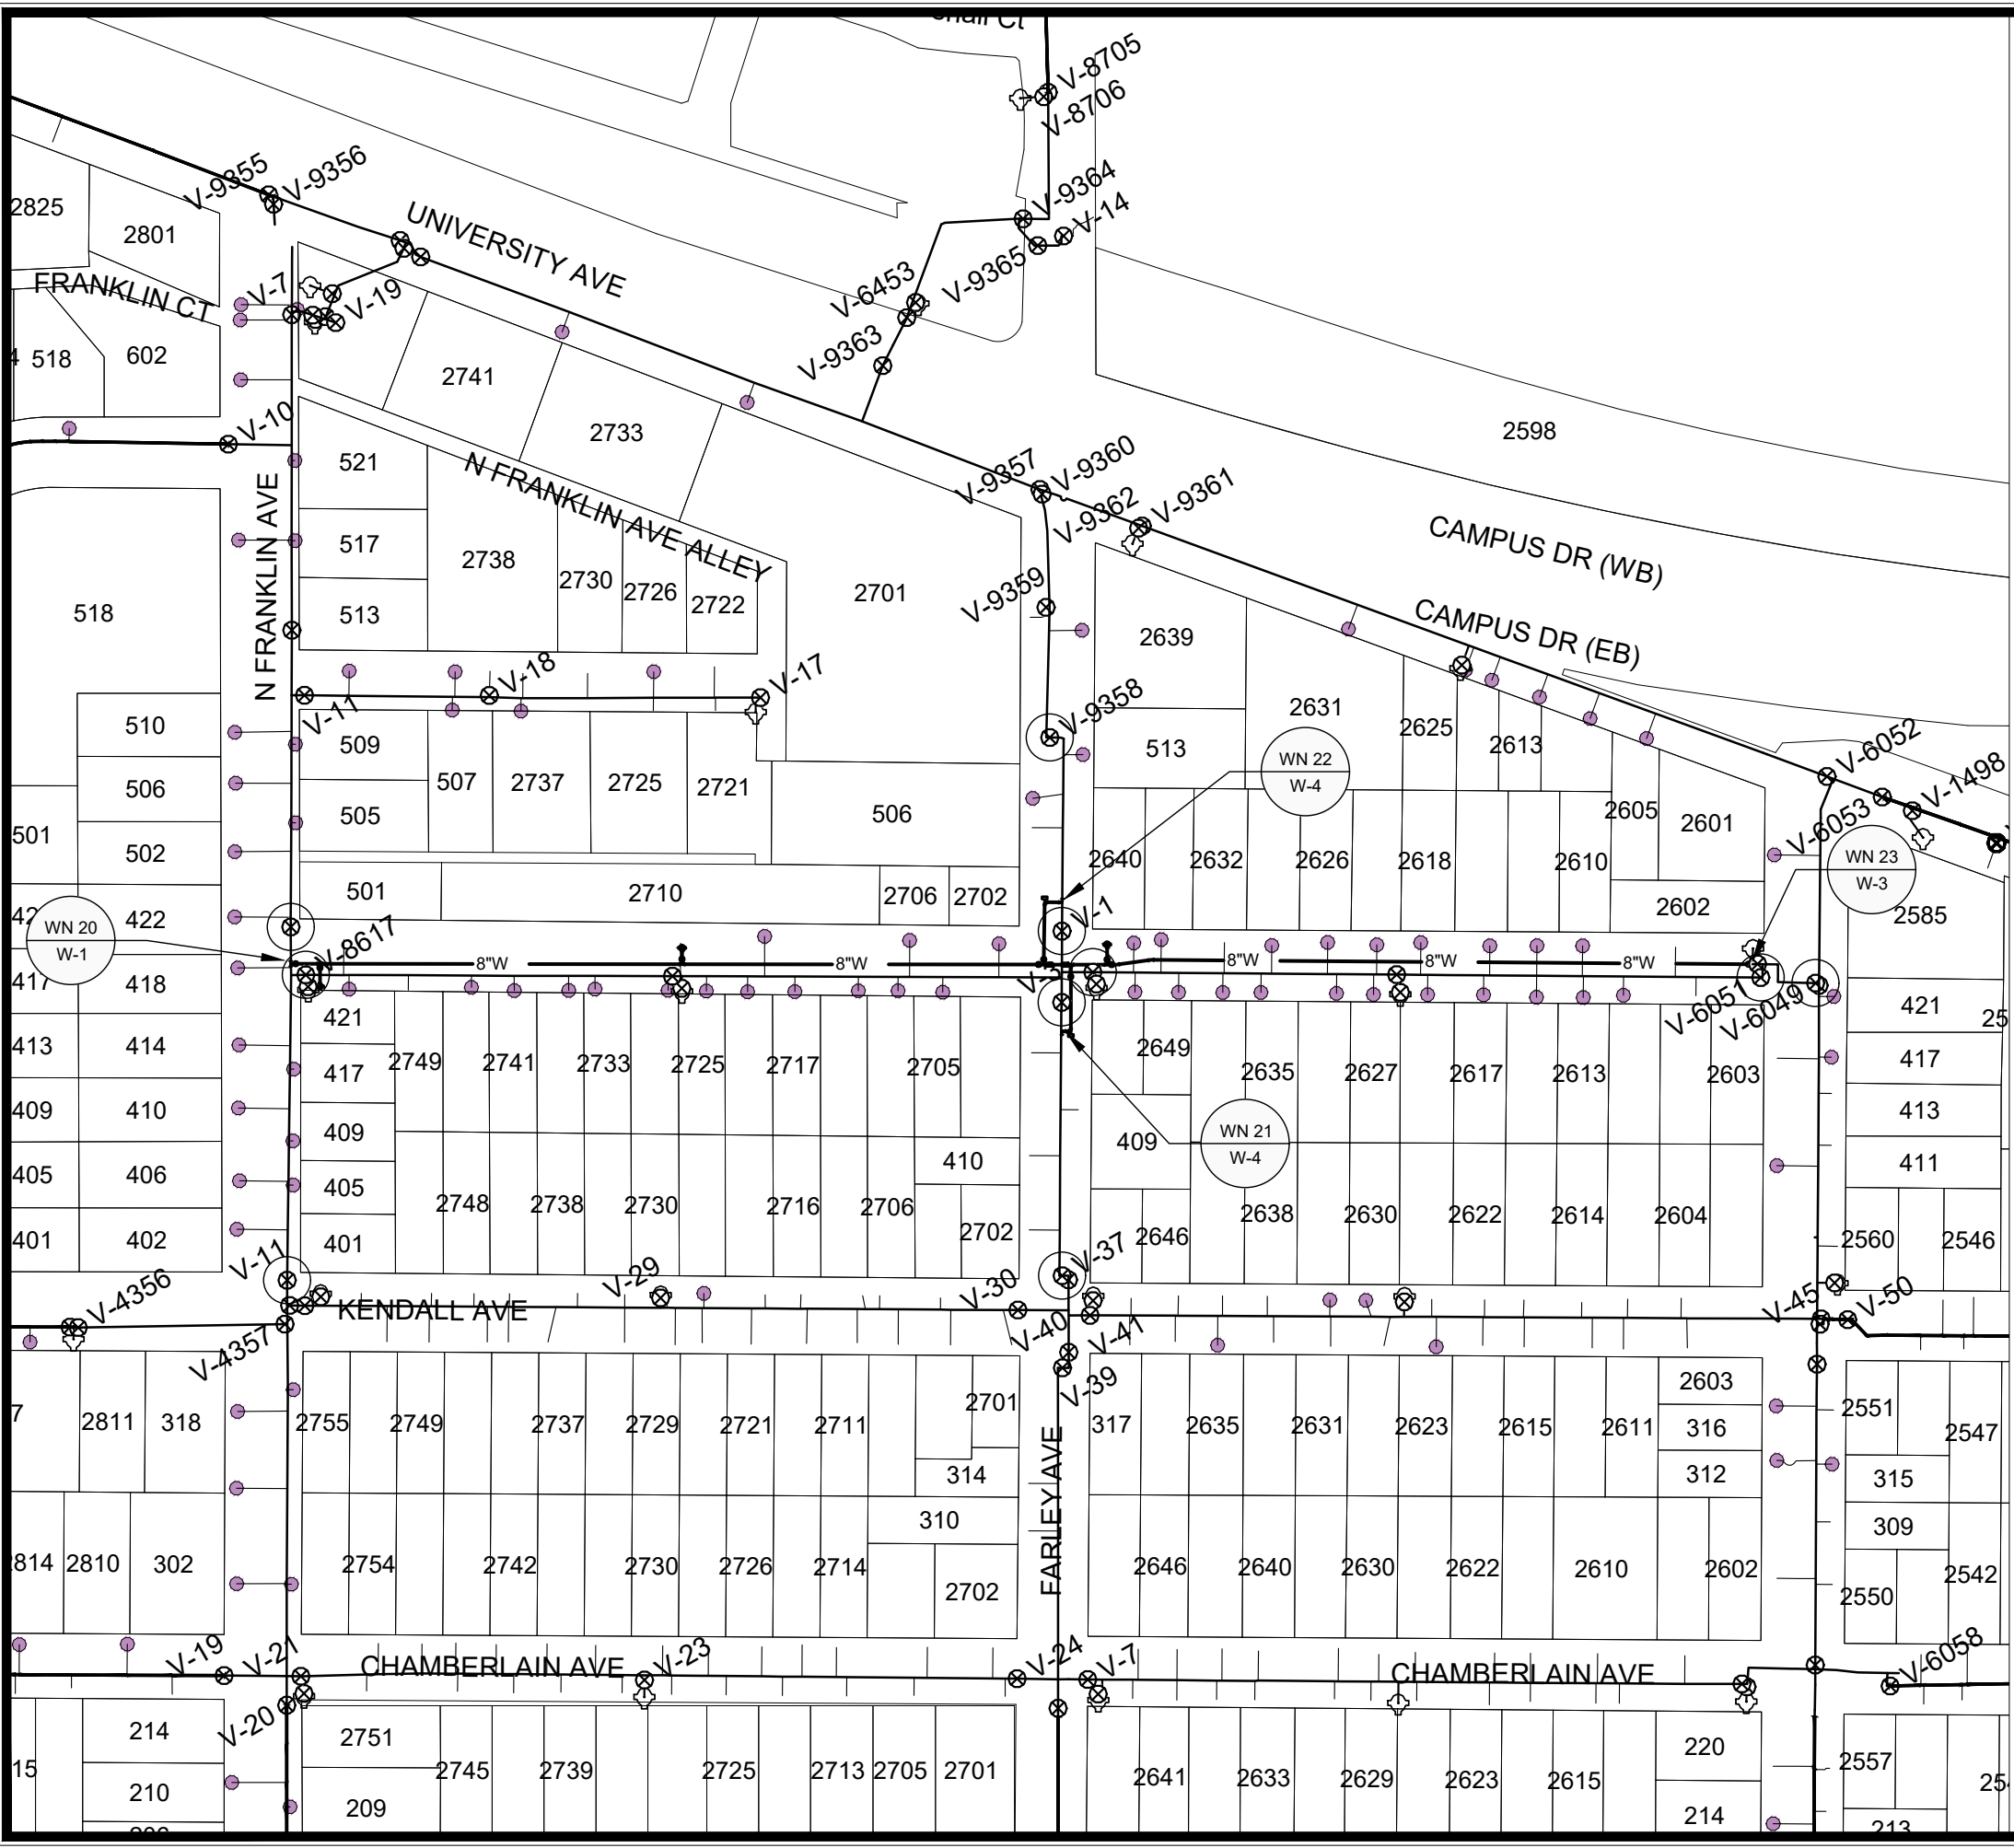 V-8705
V-8706
V-9355
V-9356
V-9364
V-14
2825
2801
UNIVERSITY AVE
V-9365
V-6453
V-7
V-19
FRANKLIN CT
V-9363
518
602
2741
2733
2598
V-10
521
N FRANKLIN AVE ALLEY
V-9357
V-9360
V-9361
V-9362
CAMPUS DR (WB)
N FRANKLIN AVE
517
2738
2730
2726
2722
2701
518
513
V-9359
CAMPUS DR (EB)
2639
V-18
V-17
V-11
2631
2625
2613
510
509
V-9358
513
V-6052
V-1498
507
2737
2725
2721
WN 22
W-4
506
505
506
2605
2601
V-6053
501
502
2640
2632
2626
2618
2610
WN 23
W-3
501
2710
2706
2702
2602
2585
422
WN 20
W-1
V-8617
V-1
8"W
8"W
8"W
8"W
8"W
417
418
V-6051
V-6049
421
421
413
414
417
2749
2741
2733
2725
2717
2705
2649
2635
2627
2617
2613
2603
417
409
410
409
409
WN 21
W-4
413
405
406
405
410
411
2748
2738
2730
2716
2706
2702
2646
2638
2630
2622
2614
2604
401
402
401
2560
2546
V-11
V-4356
V-29
V-30
V-37
V-45
V-50
KENDALL AVE
V-4357
V-40
V-41
V-39
2811
318
2755
2749
2737
2729
2721
2711
2701
317
2635
2631
2623
2615
2611
2603
316
312
2551
2547
314
315
310
309
FARLEY AVE
2810
302
2754
2742
2730
2726
2714
2702
2646
2640
2630
2622
2610
2602
2550
2542
V-19
V-21
CHAMBERLAIN AVE
V-23
V-24
V-7
CHAMBERLAIN AVE
V-6058
V-20
214
2751
220
210
2745
2739
2725
2713
2705
2701
2641
2633
2629
2623
2615
2557
209
214